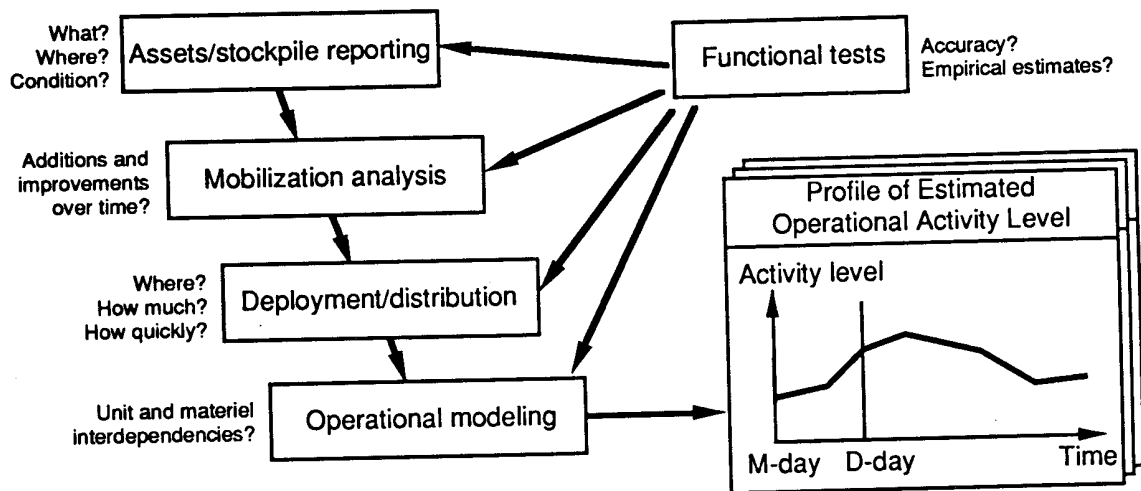 What?
Where?
Condition?
Assets/stockpile reporting
Functional tests
Accuracy?
Empirical estimates?
Additions and
improvements
over time?
Mobilization analysis
Where?
How much?
How quickly?
Deployment/distribution
Unit and materiel
interdependencies?
Operational modeling
Profile of Estimated
Operational Activity Level
Activity level
M-day
D-day
Time